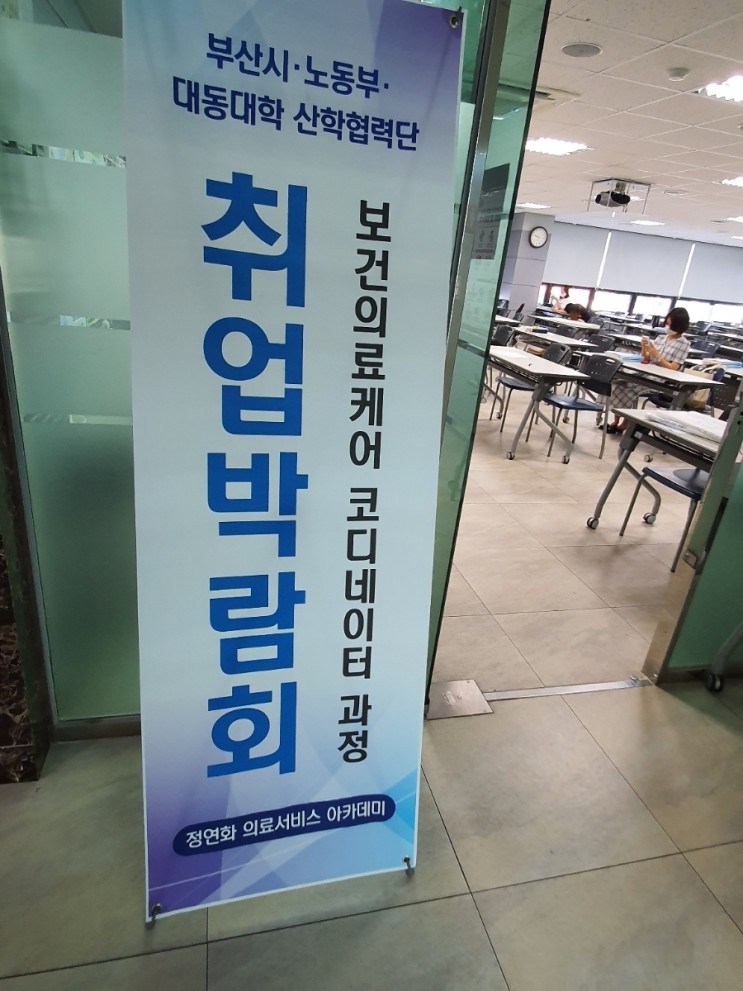 부산시·노동부·
대동대학 산학협력단
취업박람회
보건의료케어 코디네이터 과정
정연화 의료서비스 아카데미